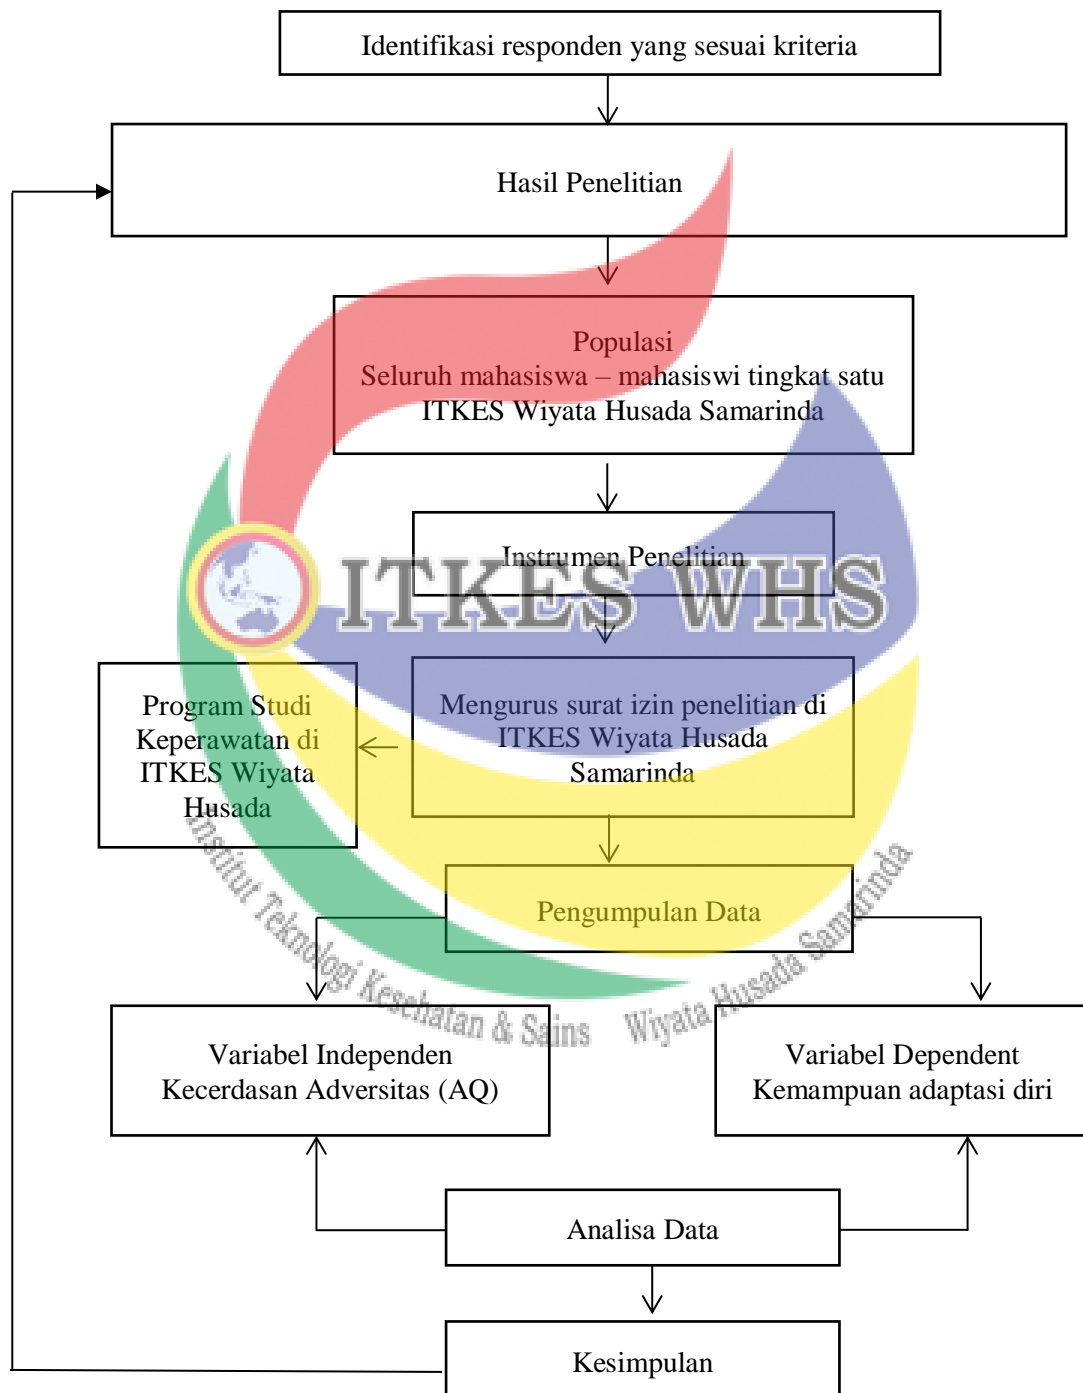 Identifikasi responden yang sesuai kriteria
Hasil Penelitian
Populasi
Seluruh mahasiswa – mahasiswi tingkat satu
ITKES Wiyata Husada Samarinda
Instrumen Penelitian
ITKES WHS
Program Studi
Keperawatan di
ITKES Wiyata
Husada
Mengurus surat izin penelitian di
ITKES Wiyata Husada
Samarinda
Pengumpulan Data
Institut Teknologi Kesehatan & Sains Wiyata Husada Samarinda
Variabel Independen
Kecerdasan Adversitas (AQ)
Variabel Dependent
Kemampuan adaptasi diri
Analisa Data
Kesimpulan